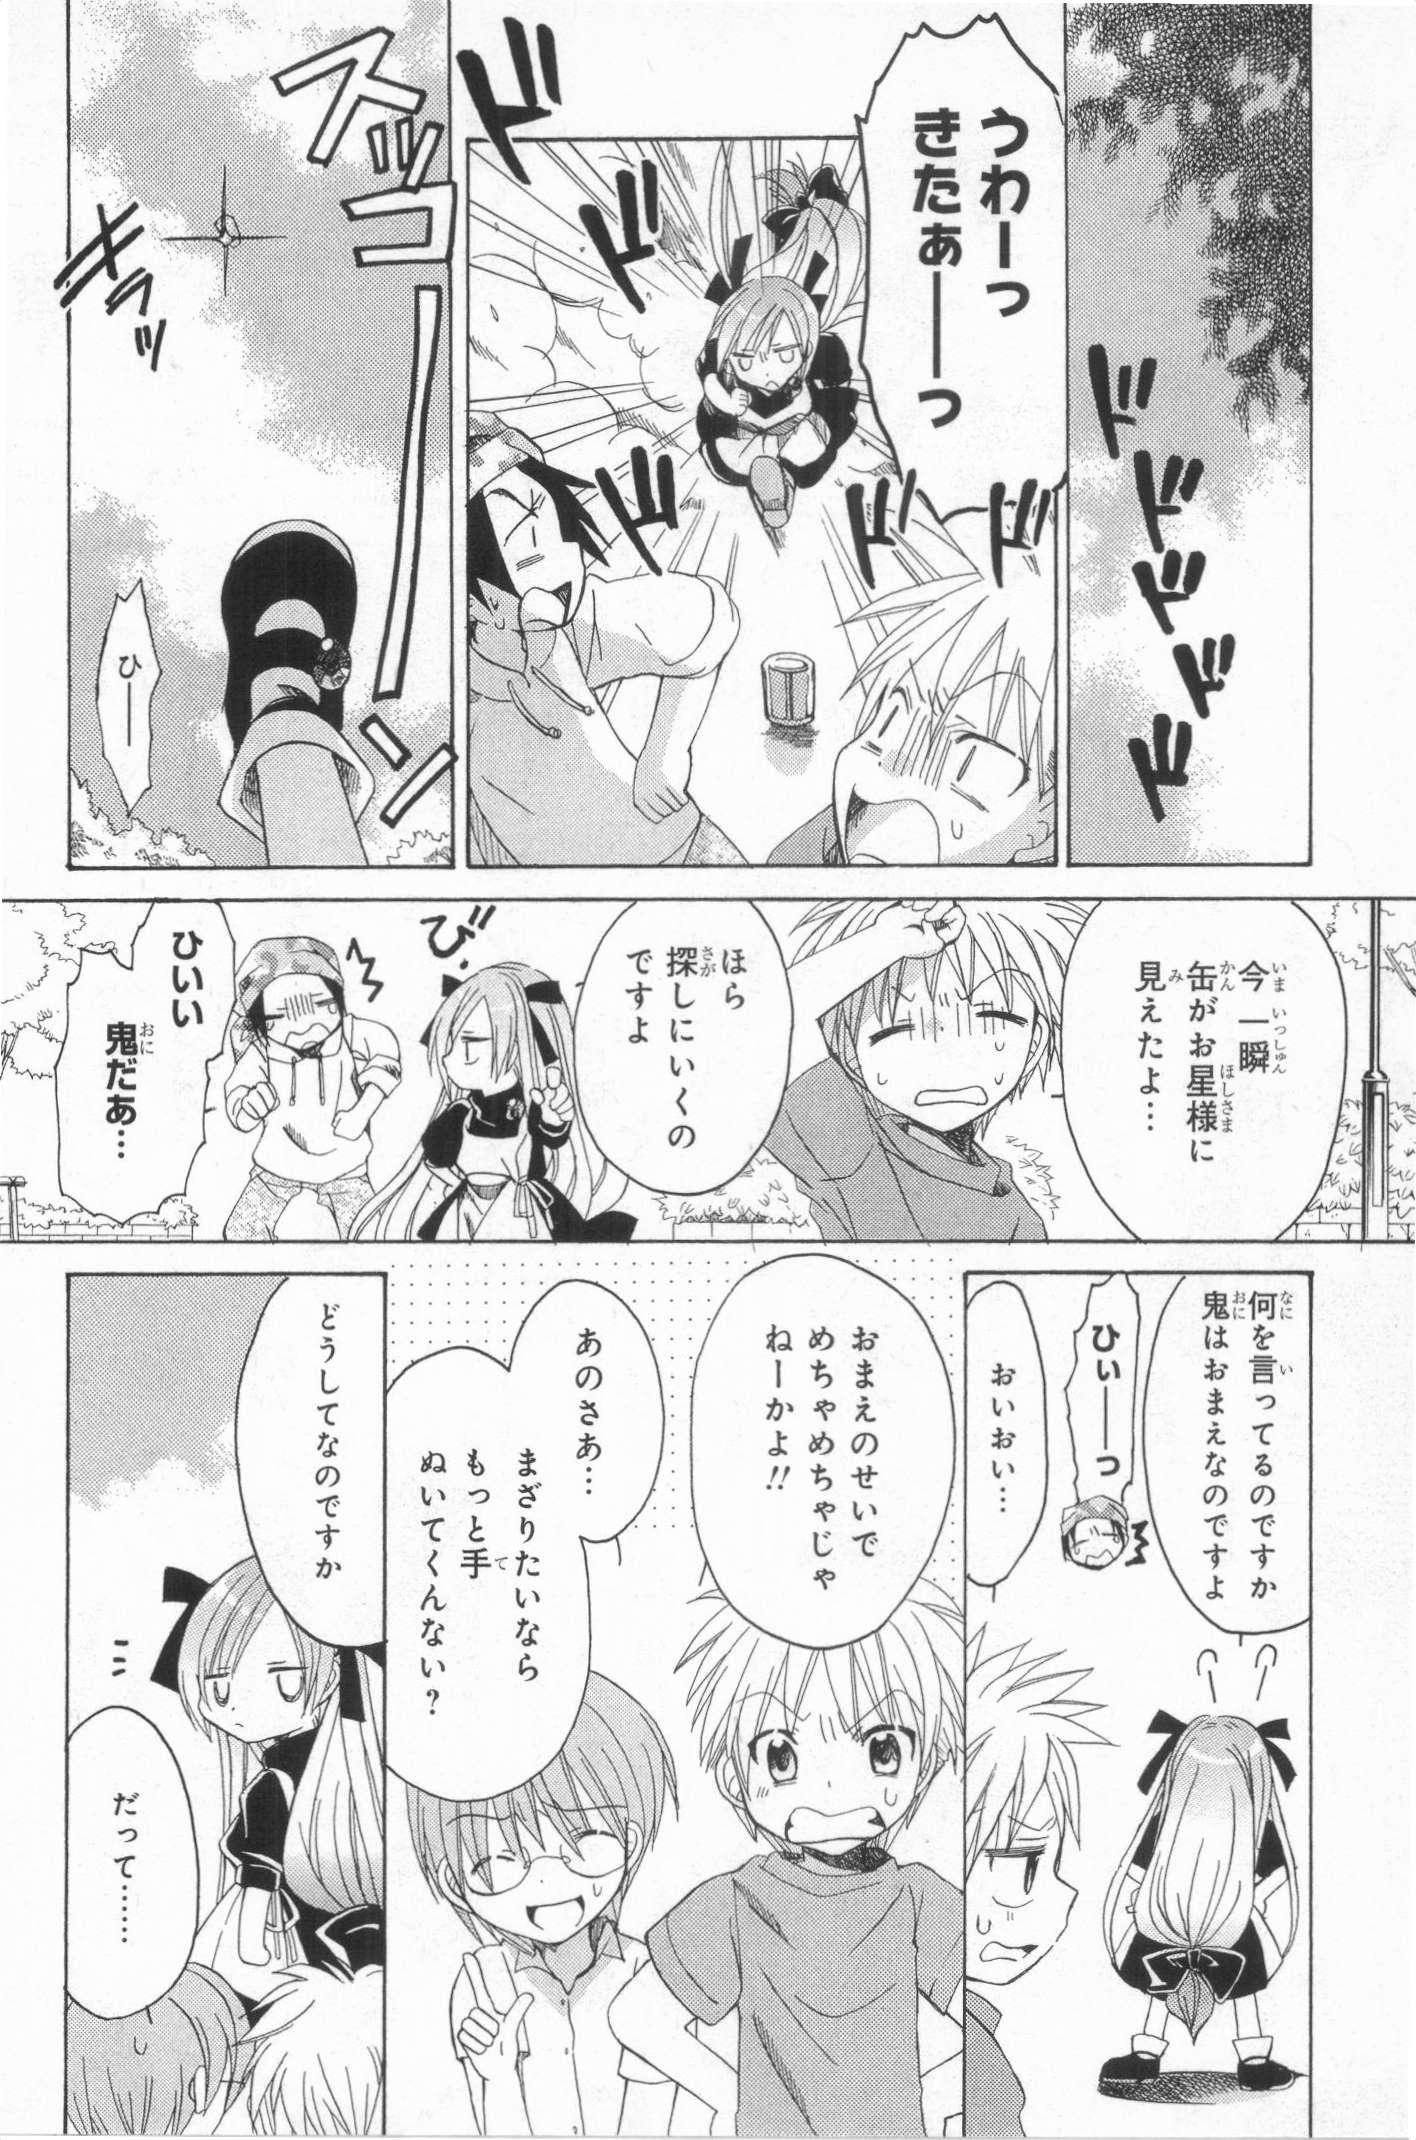 ドドドドド
うわーっ
きたぁーーっ
ド
ド
ド
ド
ド
スッコーン
キラッ
ひーー
今一瞬
缶がお星様に
見えたよ…
ほら
探しにいくの
ですよ
びっ
ひいい
鬼だぁ…
何を言ってるのですか
鬼はおまえなのですよ
ひぃーーっ
おいおい…
おまえのせいで
めちゃめちゃじゃ
ねーかよ!!
あのさあ…
まざりたいなら
もっと手
ぬいてくんない?
どうしてなのですか
だって……